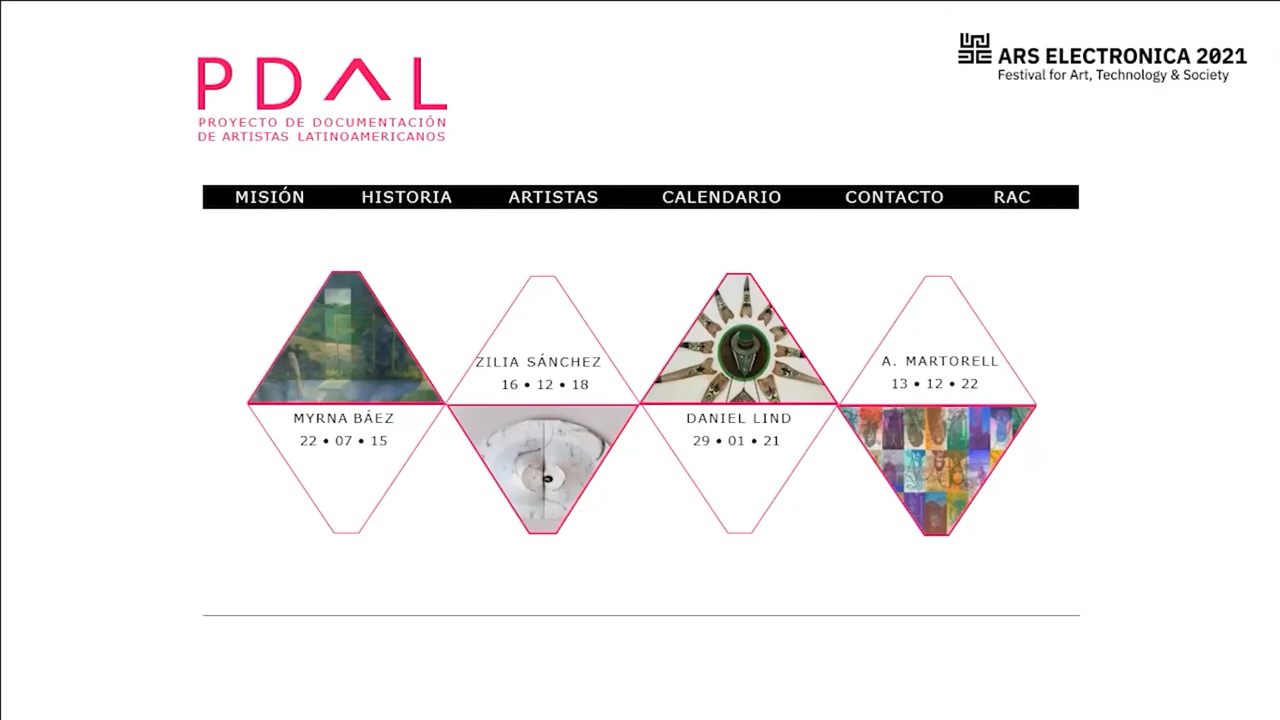 PD∧L
PROYECTO DE DOCUMENTACIÓN
DE ARTISTAS LATINOAMERICANOS
ARS ELECTRONICA 2021
Festival for Art, Technology & Society
MISIÓN HISTORIA ARTISTAS CALENDARIO CONTACTO RAC
MYRNA BÁEZ
22 • 07 • 15
ZILIA SÁNCHEZ
16 • 12 • 18
DANIEL LIND
29 • 01 • 21
A. MARTORELL
13 • 12 • 22